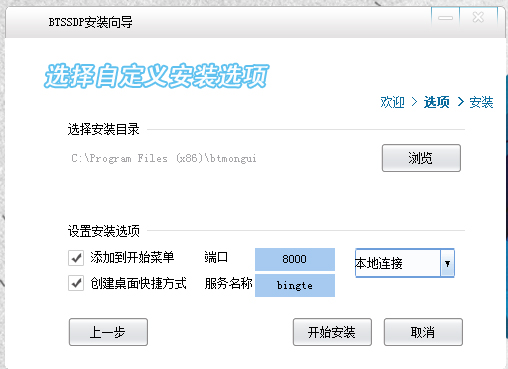 BTSSDP安装向导
选择自定义安装选项
欢迎 > 选项 > 安装
选择安装目录
C:\Program Files (x86)\btmongui
浏览
设置安装选项
添加到开始菜单 端口 8000 本地连接
创建桌面快捷方式 服务名称 bingte
上一步 开始安装 取消